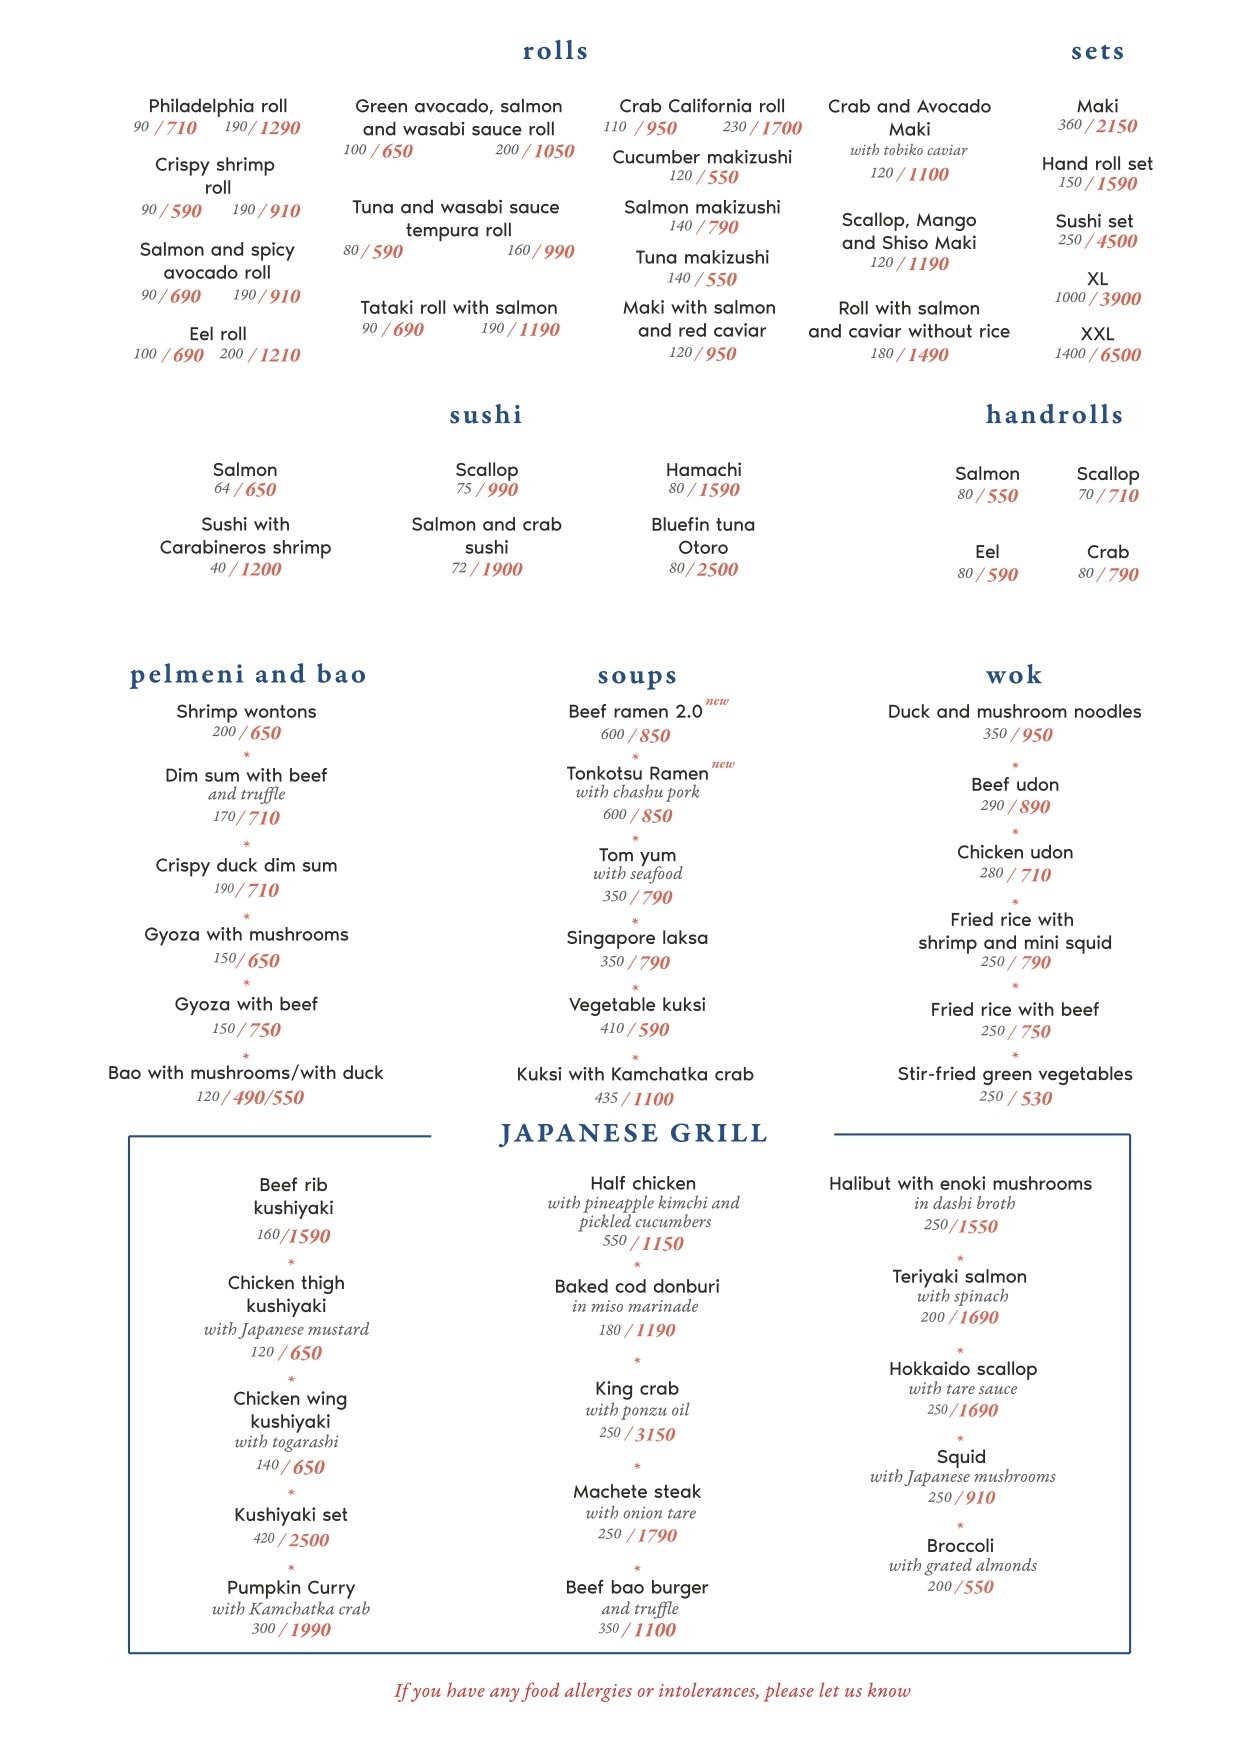 rolls
Philadelphia roll
90 / 710 190 / 1290
Crispy shrimp
roll
90 / 590 190 / 910
Salmon and spicy
avocado roll
90 / 690 190 / 910
Eel roll
100 / 690 200 / 1210
Green avocado, salmon
and wasabi sauce roll
100 / 650 200 / 1050
Tuna and wasabi sauce
tempura roll
80 / 590 160 / 990
Tataki roll with salmon
90 / 690 190 / 1190
Crab California roll
110 / 950 230 / 1700
Cucumber makizushi
120 / 550
Salmon makizushi
140 / 790
Tuna makizushi
140 / 550
Maki with salmon
and red caviar
120 / 950
Crab and Avocado
Maki
with tobiko caviar
120 / 1100
Scallop, Mango
and Shiso Maki
120 / 1190
Roll with salmon
and caviar without rice
180 / 1490
sets
Maki
360 / 2150
Hand roll set
150 / 1590
Sushi set
250 / 4500
XL
1000 / 3900
XXL
1400 / 6500
sushi
Salmon
64 / 650
Sushi with
Carabineros shrimp
40 / 1200
Scallop
75 / 990
Salmon and crab
sushi
72 / 1900
Hamachi
80 / 1590
Bluefin tuna
Otoro
80 / 2500
handrolls
Salmon
80 / 550
Scallop
70 / 710
Eel
80 / 590
Crab
80 / 790
pelmeni and bao
Shrimp wontons
200 / 650
*
Dim sum with beef
and truffle
170 / 710
*
Crispy duck dim sum
190 / 710
*
Gyoza with mushrooms
150 / 650
*
Gyoza with beef
150 / 750
*
Bao with mushrooms/with duck
120 / 490/550
soups
Beef ramen 2.0 new
600 / 850
*
Tonkotsu Ramen new
with chashu pork
600 / 850
*
Tom yum
with seafood
350 / 790
*
Singapore laksa
350 / 790
*
Vegetable kuksi
410 / 590
*
Kuksi with Kamchatka crab
435 / 1100
wok
Duck and mushroom noodles
350 / 950
*
Beef udon
290 / 890
*
Chicken udon
280 / 710
*
Fried rice with
shrimp and mini squid
250 / 790
*
Fried rice with beef
250 / 750
*
Stir-fried green vegetables
250 / 530
JAPANESE GRILL
Beef rib
kushiyaki
160/1590
*
Chicken thigh
kushiyaki
with Japanese mustard
120 / 650
*
Chicken wing
kushiyaki
with togarashi
140 / 650
*
Kushiyaki set
420 / 2500
*
Pumpkin Curry
with Kamchatka crab
300 / 1990
Half chicken
with pineapple kimchi and
pickled cucumbers
550 / 1150
*
Baked cod donburi
in miso marinade
180 / 1190
*
King crab
with ponzu oil
250 / 3150
*
Machete steak
with onion tare
250 / 1790
*
Beef bao burger
and truffle
350 / 1100
Halibut with enoki mushrooms
in dashi broth
250 / 1550
*
Teriyaki salmon
with spinach
200 / 1690
*
Hokkaido scallop
with tare sauce
250 / 1690
*
Squid
with Japanese mushrooms
250 / 910
*
Broccoli
with grated almonds
200 / 550
If you have any food allergies or intolerances, please let us know